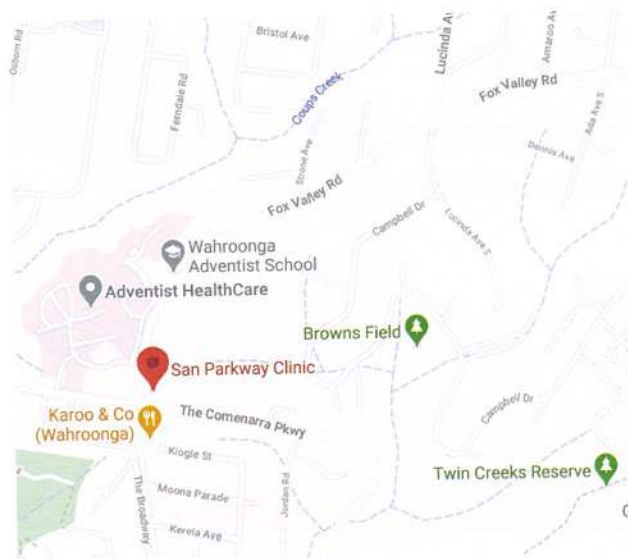 Bristol Ave
Osborn Rd
Ferndale Rd
Coups Creek
Lucinda Av
Amaroo Av
Fox Valley Rd
Ada Ave S
Dennis Ave
Strone Ave
Fox Valley Rd
Campbell Dr
Lucinda Ave S
Wahroonga
Adventist School
Adventist HealthCare
Browns Field
San Parkway Clinic
Karoo & Co
(Wahroonga)
The Comenarra Pkwy
Campbell Dr
Kiogle St
Twin Creeks Reserve
The Broadway
Moona Parade
Jordan Rd
Kerela Ave